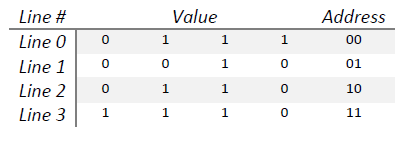 Line # Value Address
Line 0 0 1 1 1 00
Line 1 0 0 1 0 01
Line 2 0 1 1 0 10
Line 3 1 1 1 0 11